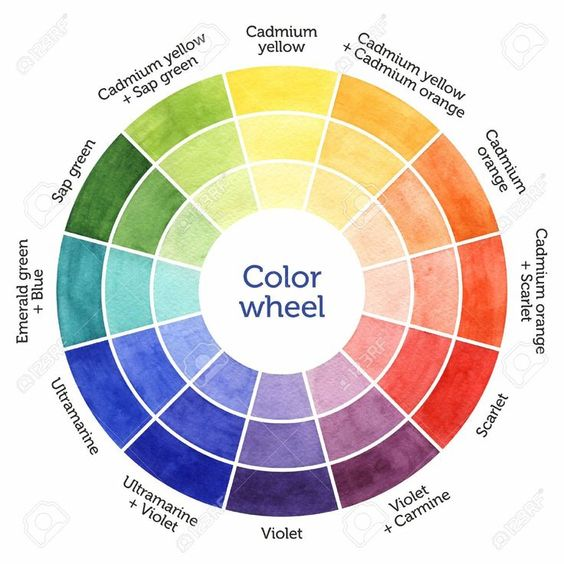 Cadmium
yellow
Cadmium yellow
+ Cadmium orange
Cadmium
orange
Cadmium orange
+ Scarlet
Scarlet
Violet
+ Carmine
Violet
Ultramarine
+ Violet
Ultramarine
Emerald green
+ Blue
Sap green
Cadmium yellow
+ Sap green
Color
wheel
123RF